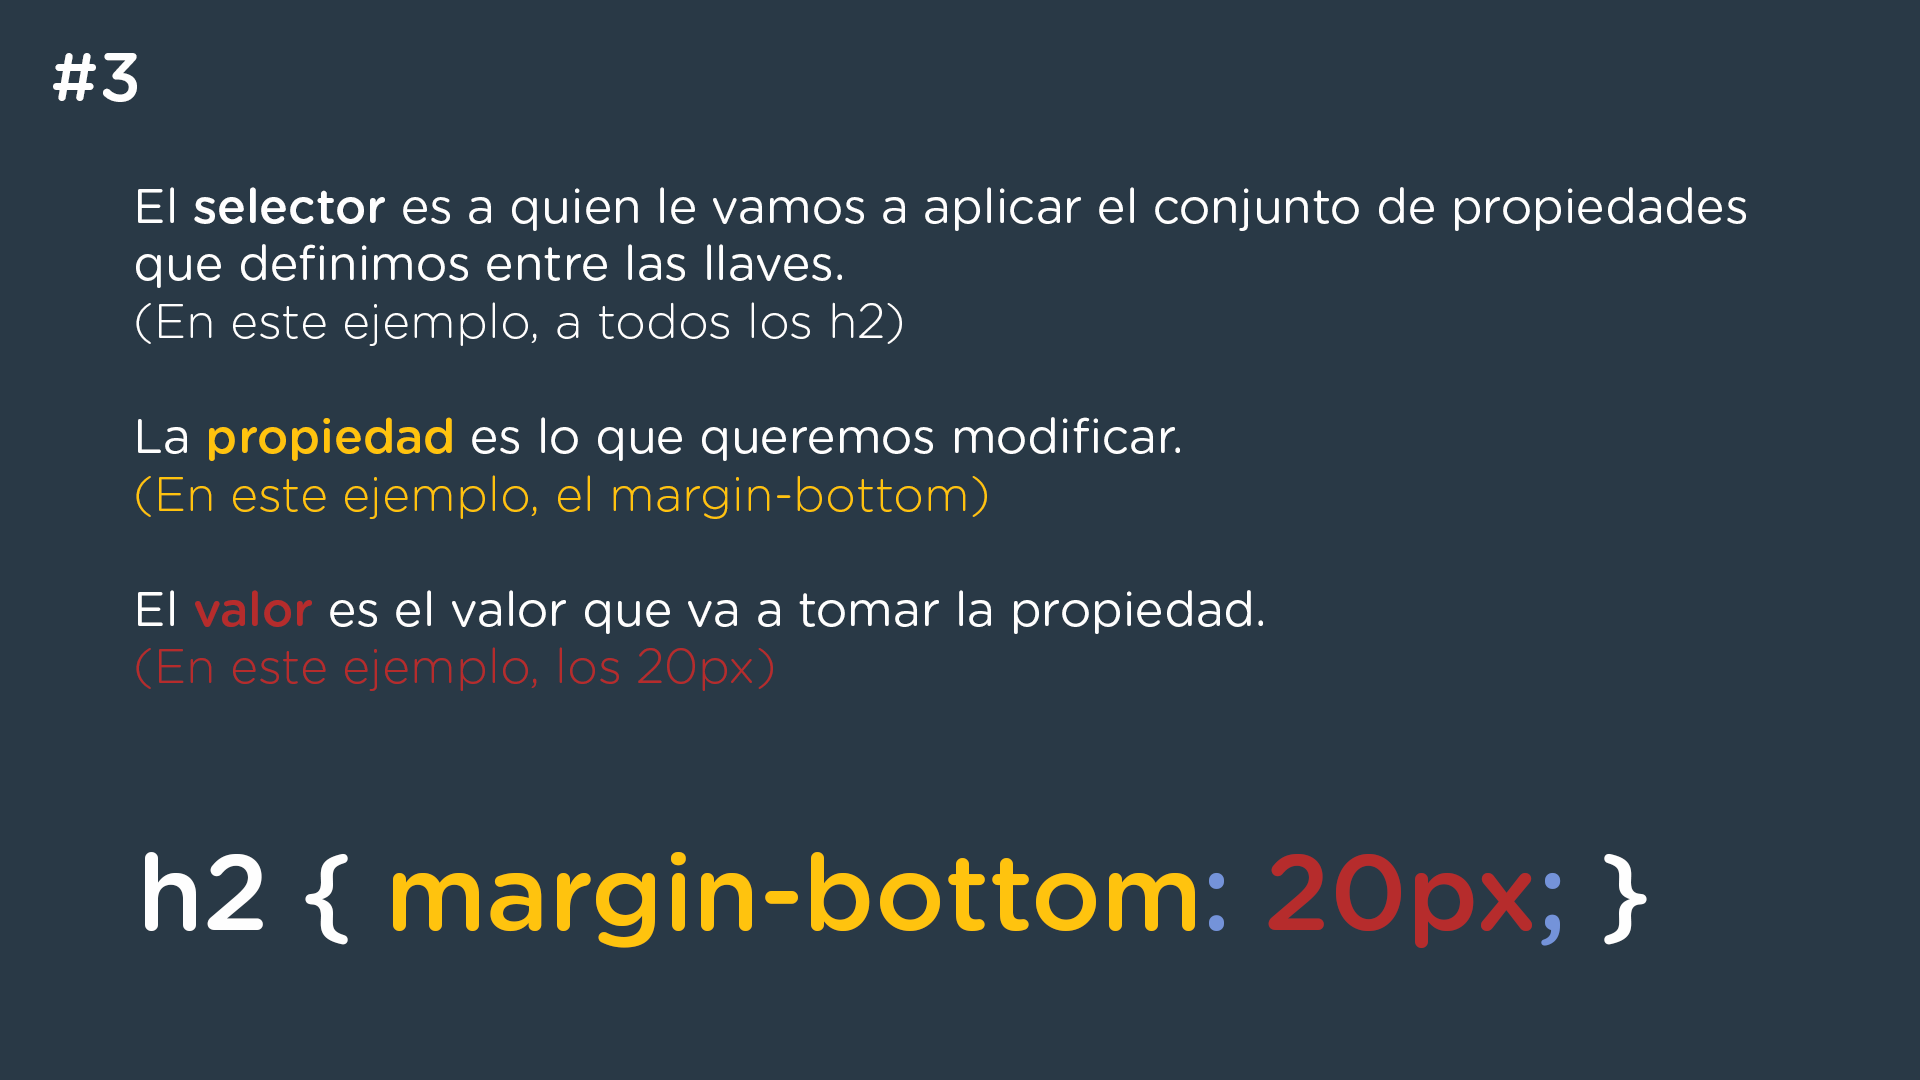 #3
El selector es a quien le vamos a aplicar el conjunto de propiedades
que definimos entre las llaves.
(En este ejemplo, a todos los h2)
La propiedad es lo que queremos modificar.
(En este ejemplo, el margin-bottom)
El valor es el valor que va a tomar la propiedad.
(En este ejemplo, los 20px)
h2 { margin-bottom: 20px; }